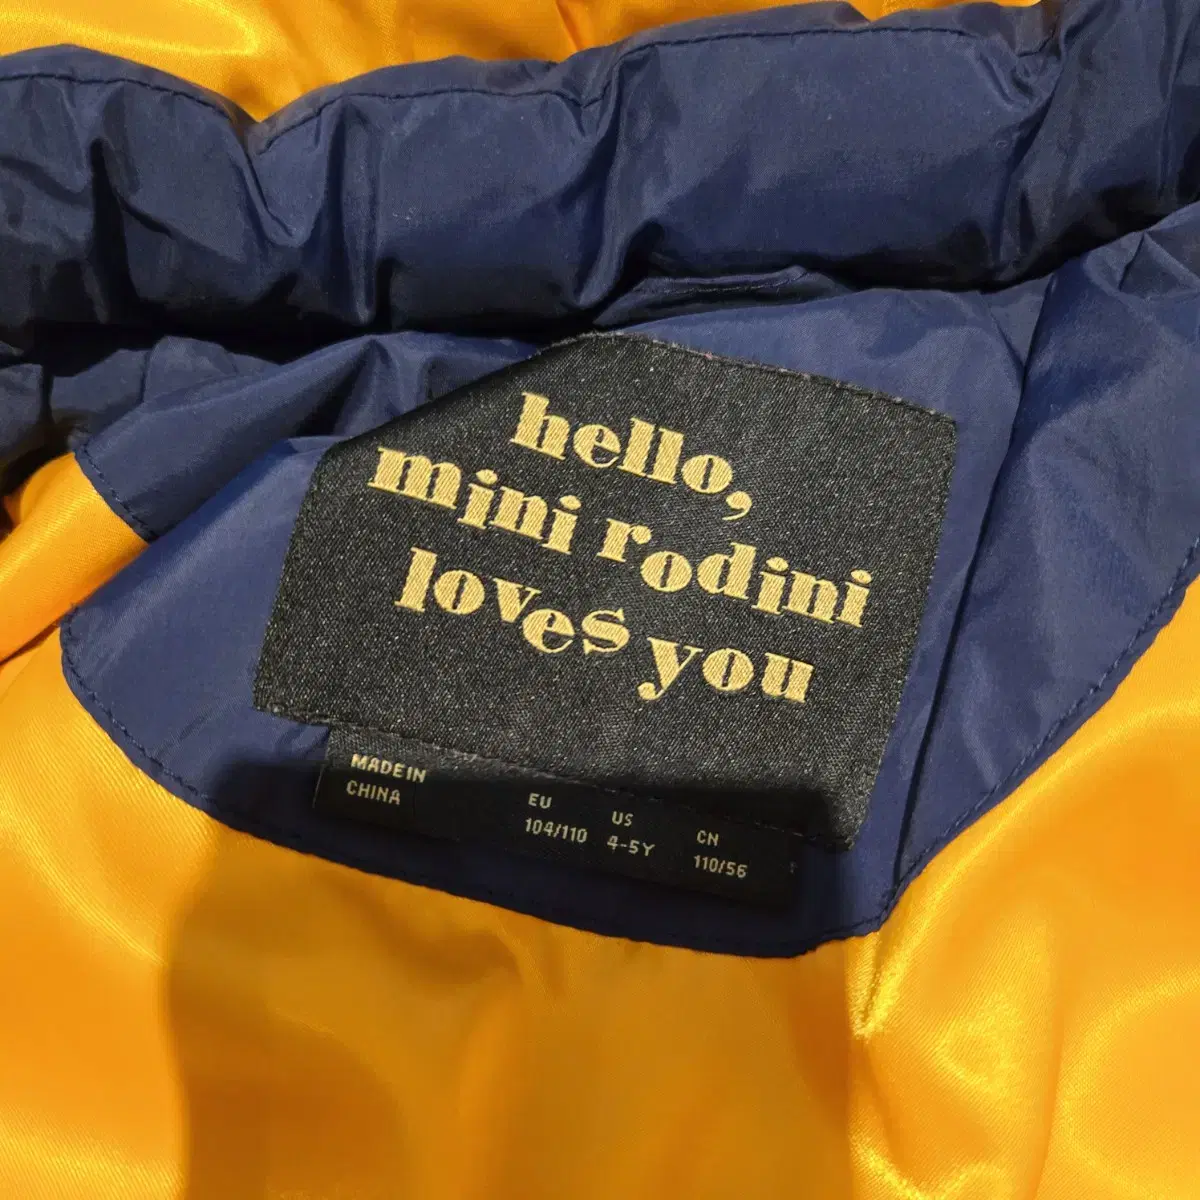 hello,
mini rodini
loves you
MADE IN
CHINA
EU
104/110
US
4-5Y
CN
110/56